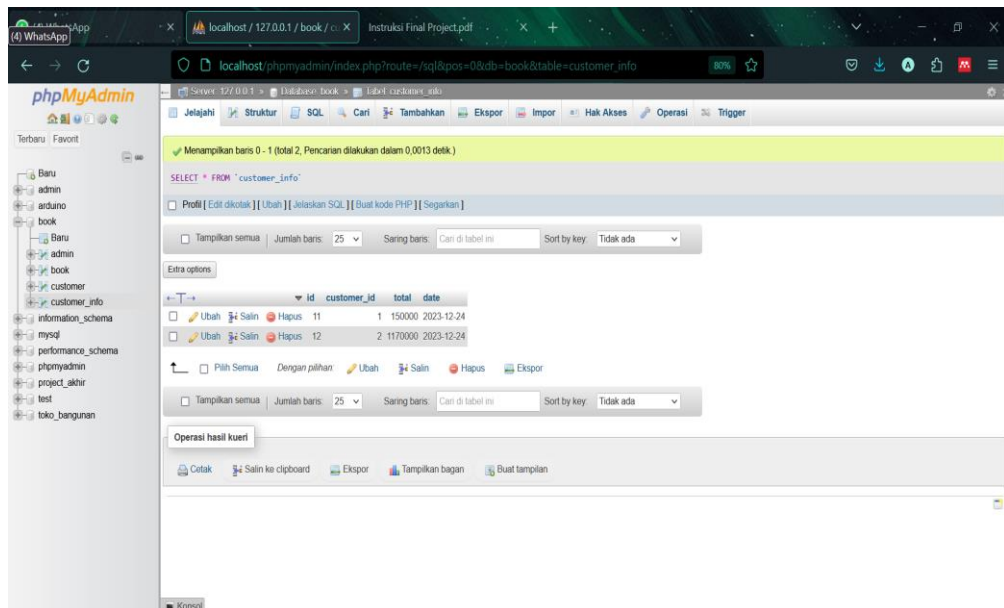 (4) WhatsApp
localhost / 127.0.0.1 / book / cu
Instruksi Final Project.pdf
localhost/phpmyadmin/index.php?route=/sql&pos=0&db=book&table=customer_info
80%
phpMyAdmin
Terbaru Favorit
Baru
admin
arduino
book
Baru
admin
book
customer
customer_info
information_schema
mysql
performance_schema
phpmyadmin
project_akhir
test
toko_bangunan
Server: 127.0.0.1 » Database: book » Tabel: customer_info
Jelajahi Struktur SQL Cari Tambahkan Ekspor Impor Hak Akses Operasi Trigger
Menampilkan baris 0 - 1 (total 2, Pencarian dilakukan dalam 0,0013 detik.)
SELECT * FROM `customer_info`
Profil [ Edit dikotak ] [ Ubah ] [ Jelaskan SQL ] [ Buat kode PHP ] [ Segarkan ]
Tampilkan semua | Jumlah baris: 25 Saring baris: Cari di tabel ini Sort by key: Tidak ada
Extra options
←T→ id customer_id total date
Ubah Salin Hapus 11 1 150000 2023-12-24
Ubah Salin Hapus 12 2 1170000 2023-12-24
Pilih Semua Dengan pilihan: Ubah Salin Hapus Ekspor
Tampilkan semua | Jumlah baris: 25 Saring baris: Cari di tabel ini Sort by key: Tidak ada
Operasi hasil kueri
Cetak Salin ke clipboard Ekspor Tampilkan bagan Buat tampilan
Konsol